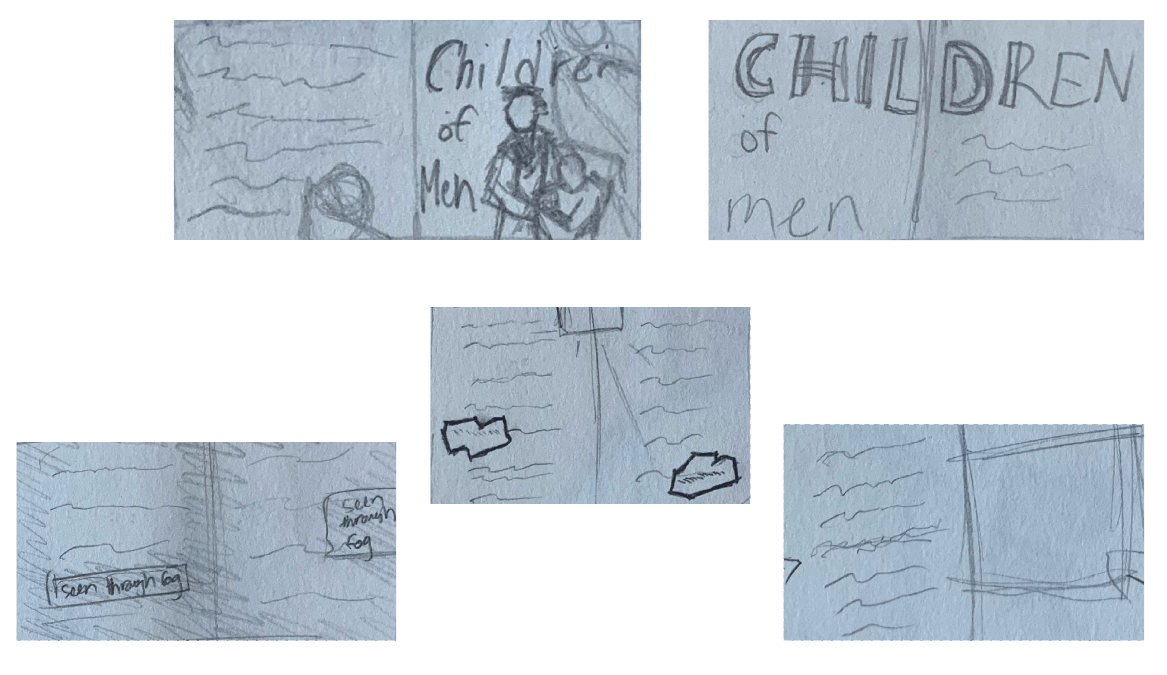 Children
of
Men
CHILDREN
of
men
seen
through
fog
seen through fog